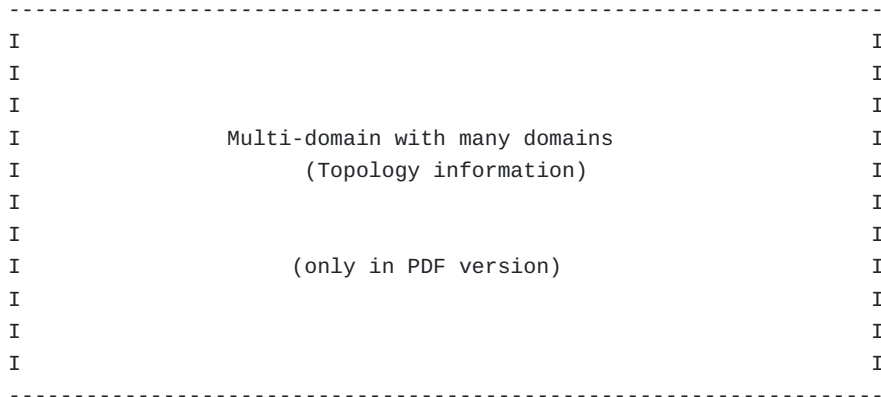 --------------------------------------------------------------------
I                                                                  I
I                                                                  I
I                                                                  I
I                Multi-domain with many domains                    I
I                      (Topology information)                      I
I                                                                  I
I                                                                  I
I                     (only in PDF version)                        I
I                                                                  I
I                                                                  I
I                                                                  I
--------------------------------------------------------------------